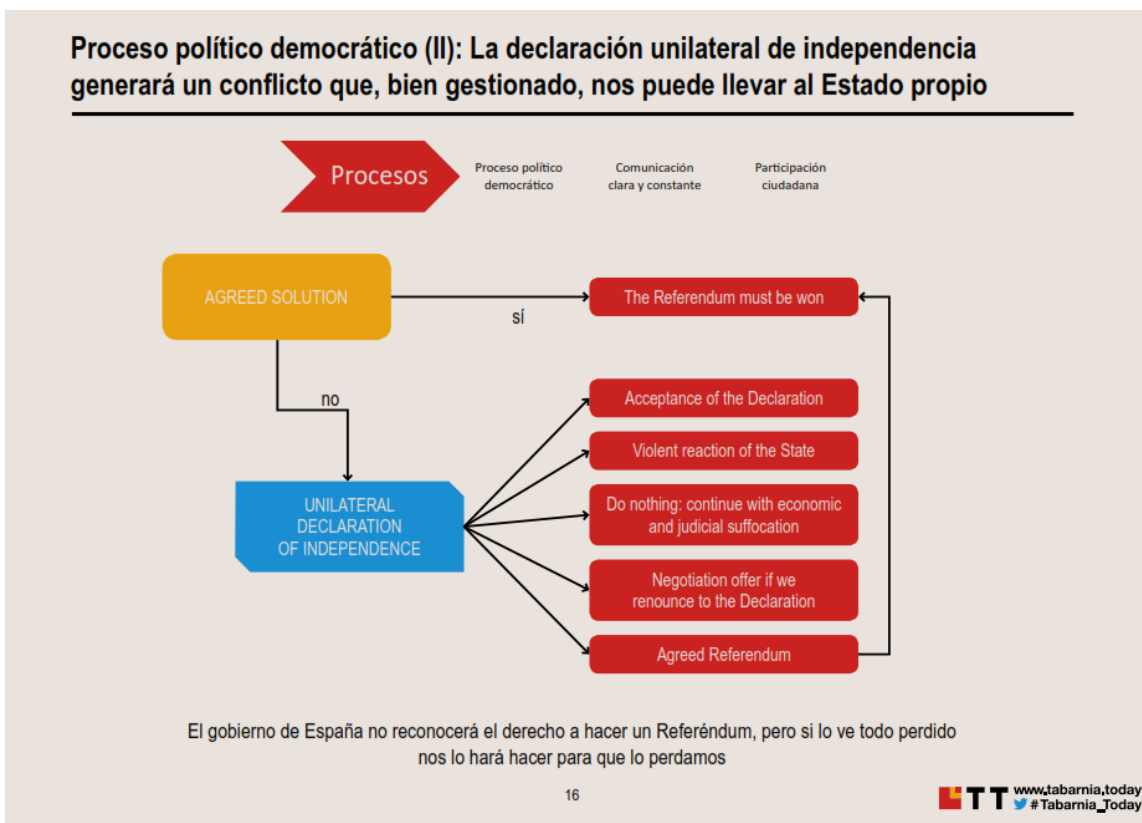 Proceso político democrático (II): La declaración unilateral de independencia
generará un conflicto que, bien gestionado, nos puede llevar al Estado propio
Procesos
Proceso político
democrático
Comunicación
clara y constante
Participación
ciudadana
AGREED SOLUTION
sí
The Referendum must be won
no
Acceptance of the Declaration
Violent reaction of the State
UNILATERAL
DECLARATION
OF INDEPENDENCE
Do nothing: continue with economic
and judicial suffocation
Negotiation offer if we
renounce to the Declaration
Agreed Referendum
El gobierno de España no reconocerá el derecho a hacer un Referéndum, pero si lo ve todo perdido
nos lo hará hacer para que lo perdamos
16
TT
www.tabarnia.today
#Tabarnia_Today